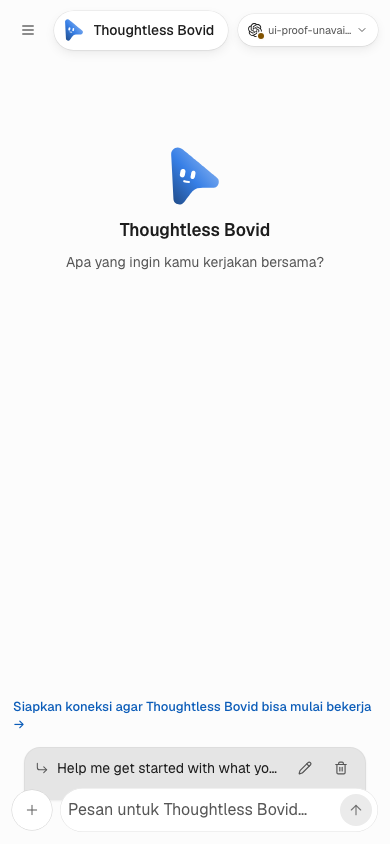 Thoughtless Bovid
ui-proof-unavai...
Thoughtless Bovid
Apa yang ingin kamu kerjakan bersama?
Siapkan koneksi agar Thoughtless Bovid bisa mulai bekerja
→
Help me get started with what yo...
Pesan untuk Thoughtless Bovid...